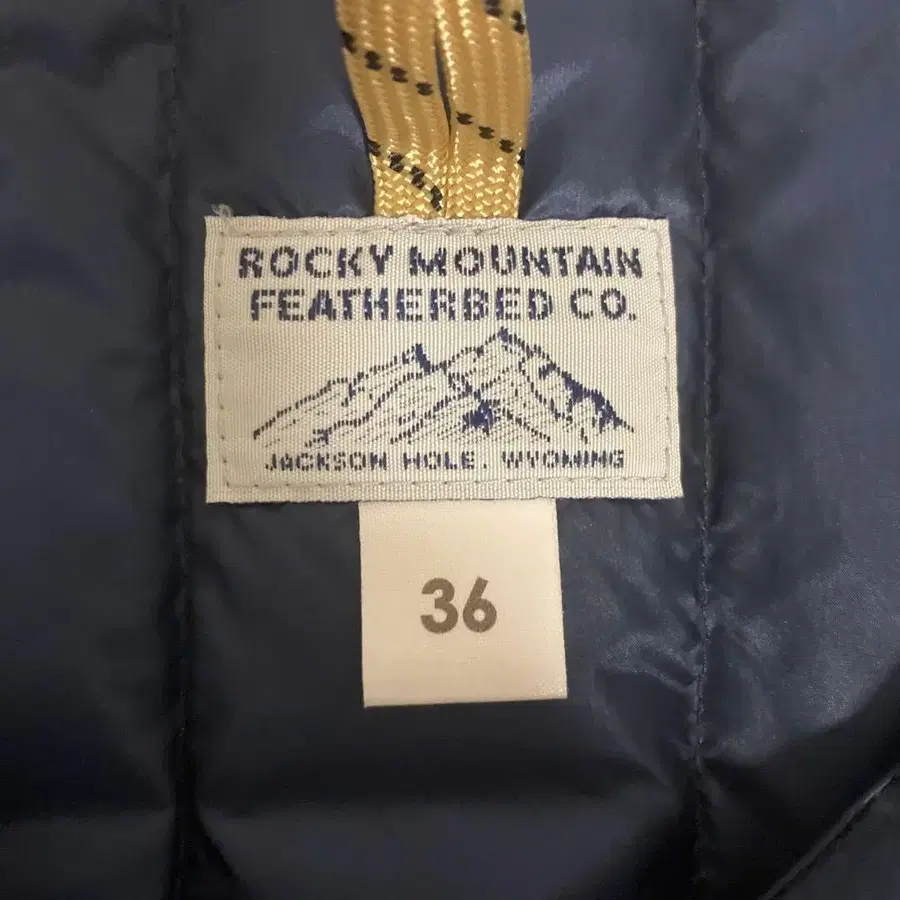 ROCKY MOUNTAIN
FEATHERBED CO.
JACKSON HOLE. WYOMING
36